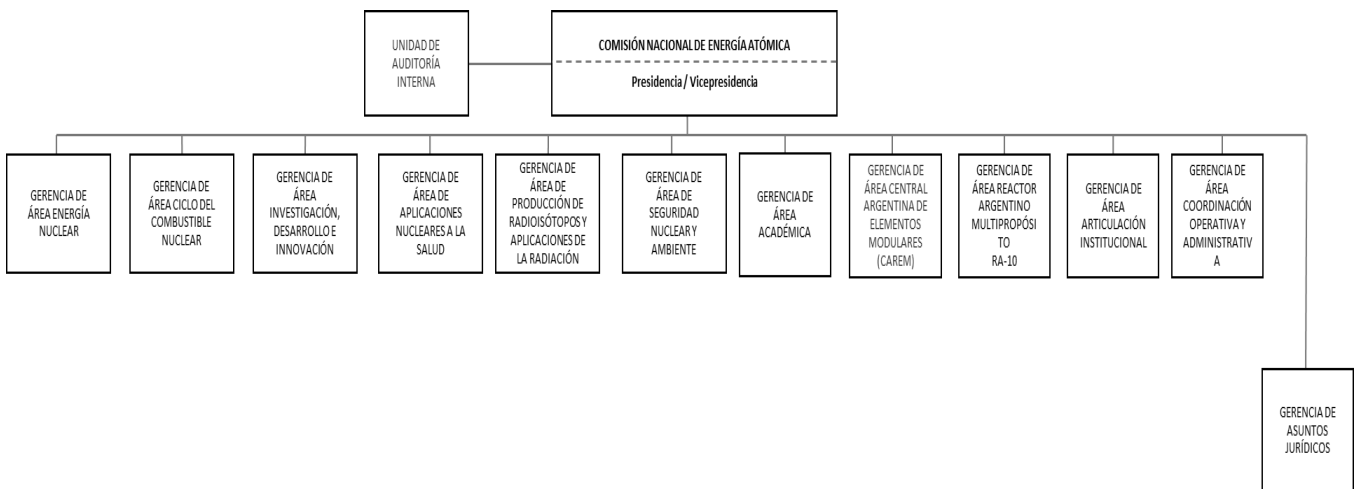 UNIDAD DE
AUDITORÍA
INTERNA
COMISIÓN NACIONAL DE ENERGÍA ATÓMICA
Presidencia / Vicepresidencia
GERENCIA DE
ÁREA ENERGÍA
NUCLEAR
GERENCIA DE
ÁREA CICLO DEL
COMBUSTIBLE
NUCLEAR
GERENCIA DE
ÁREA
INVESTIGACIÓN,
DESARROLLO E
INNOVACIÓN
GERENCIA DE
ÁREA DE
APLICACIONES
NUCLEARES A LA
SALUD
GERENCIA DE
ÁREA DE
PRODUCCIÓN DE
RADIOISÓTOPOS Y
APLICACIONES DE
LA RADIACIÓN
GERENCIA DE
ÁREA DE
SEGURIDAD
NUCLEAR Y
AMBIENTE
GERENCIA DE
ÁREA
ACADÉMICA
GERENCIA DE
ÁREA CENTRAL
ARGENTINA DE
ELEMENTOS
MODULARES
(CAREM)
GERENCIA DE
ÁREA REACTOR
ARGENTINO
MULTIPROPÓSI
TO
RA-10
GERENCIA DE
ÁREA
ARTICULACIÓN
INSTITUCIONAL
GERENCIA DE
ÁREA
COORDINACIÓN
OPERATIVA Y
ADMINISTRATIV
A
GERENCIA DE
ASUNTOS
JURÍDICOS